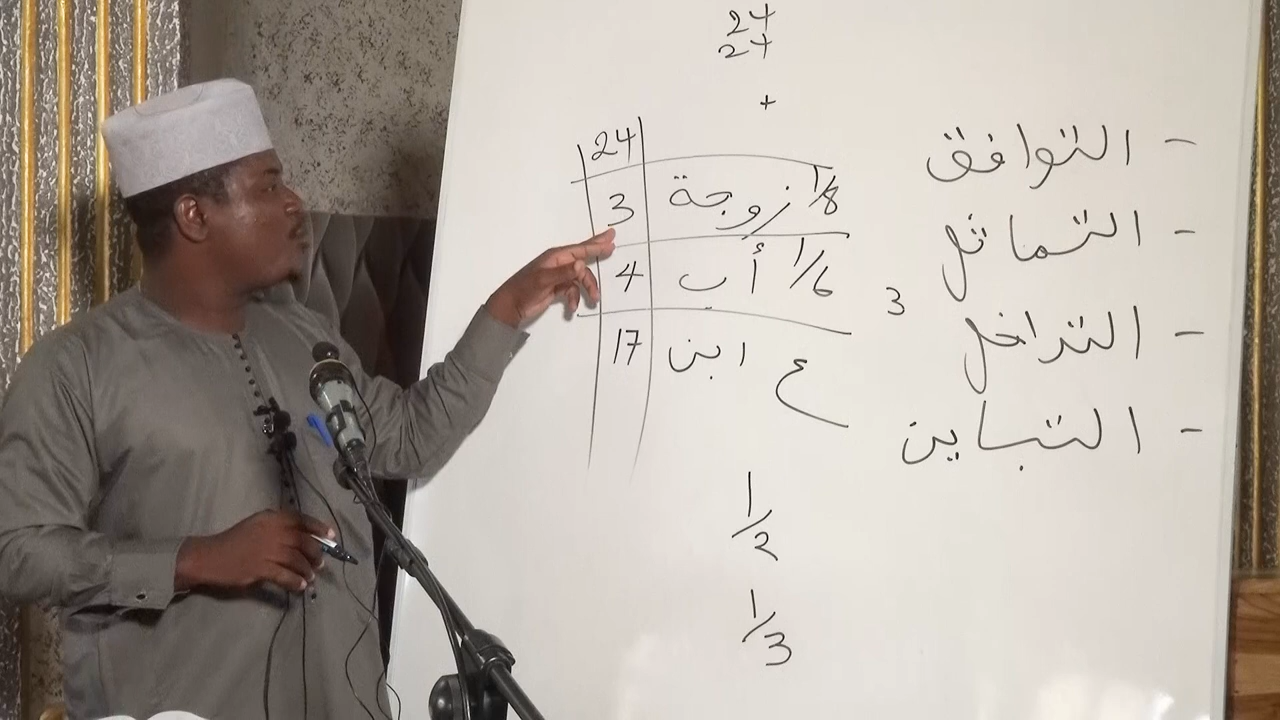 24
24
+
- التوافق
- التماثل
- التداخل
- التباين
24
1/8 زوجة 3
1/6 أب 4
3
ع ابن 17
1/2
1/3